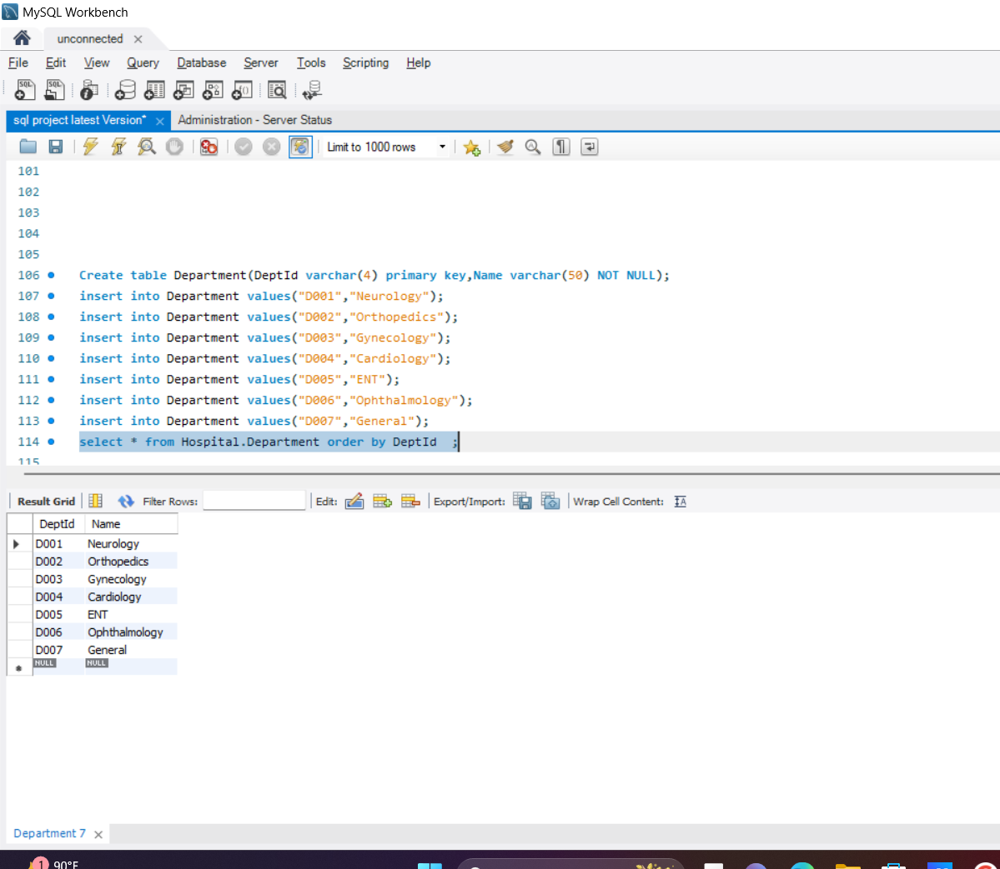 MySQL Workbench
unconnected
File Edit View Query Database Server Tools Scripting Help
sql project latest Version* Administration - Server Status
Limit to 1000 rows
101
102
103
104
105
106 Create table Department(DeptId varchar(4) primary key,Name varchar(50) NOT NULL);
107 insert into Department values("D001","Neurology");
108 insert into Department values("D002","Orthopedics");
109 insert into Department values("D003","Gynecology");
110 insert into Department values("D004","Cardiology");
111 insert into Department values("D005","ENT");
112 insert into Department values("D006","Ophthalmology");
113 insert into Department values("D007","General");
114 select * from Hospital.Department order by DeptId  ;
115
Result Grid Filter Rows: Edit: Export/Import: Wrap Cell Content:
DeptId Name
D001 Neurology
D002 Orthopedics
D003 Gynecology
D004 Cardiology
D005 ENT
D006 Ophthalmology
D007 General
NULL NULL
Department 7
1 90°F